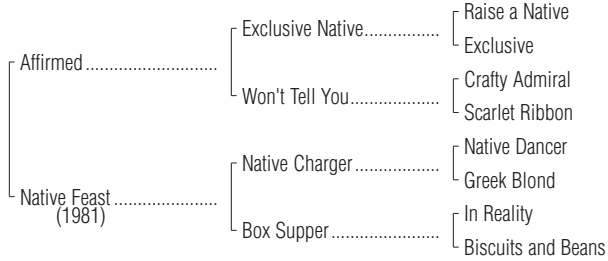 Raise a Native
Exclusive Native................
Exclusive
Affirmed ............................
Crafty Admiral
Won't Tell You...................
Scarlet Ribbon
Native Dancer
Native Charger ..................
Greek Blond
Native Feast ......................
(1981)
In Reality
Box Supper.......................
Biscuits and Beans